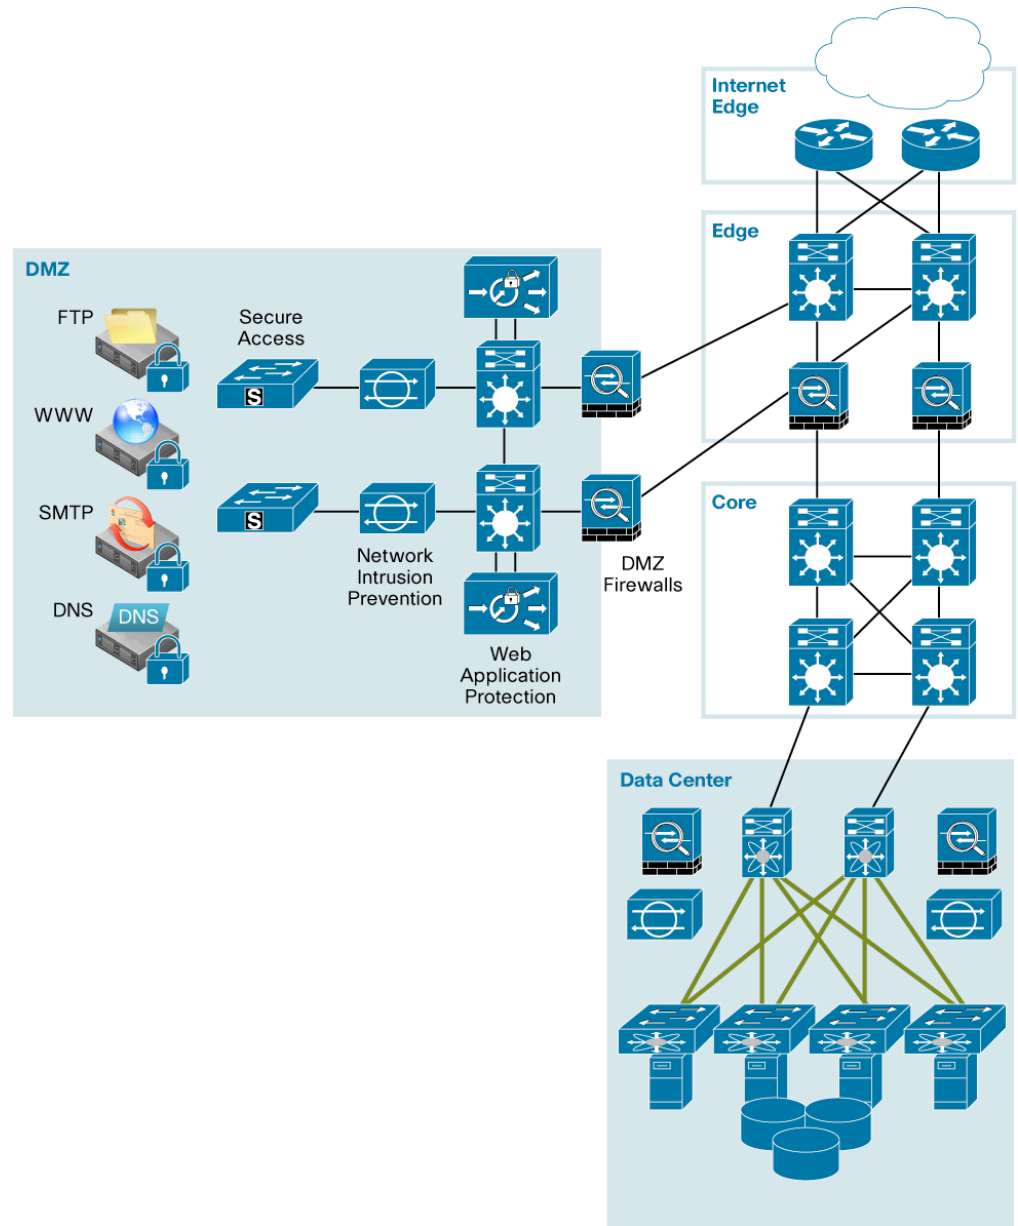 Internet
Edge
Edge
DMZ
FTP
Secure
Access
WWW
S
SMTP
S
Network
Intrusion
Prevention
DMZ
Firewalls
DNS
DNS
Web
Application
Protection
Core
Data Center